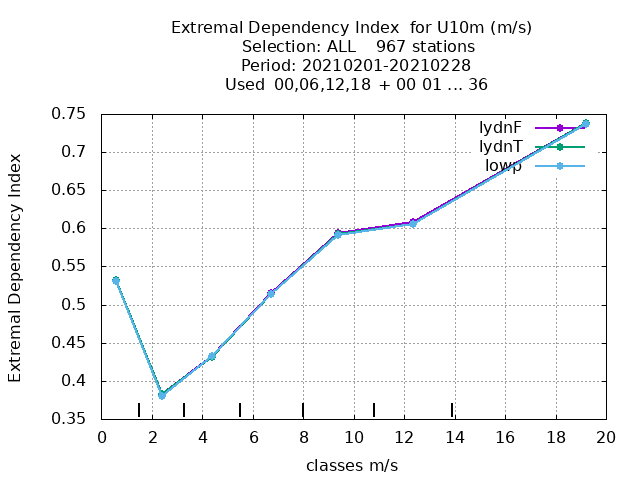 Extremal Dependency Index  for U10m (m/s)
Selection: ALL    967 stations
Period: 20210201-20210228
Used  00,06,12,18  + 00 01 ... 36
Extremal Dependency Index
0.75
0.7
0.65
0.6
0.55
0.5
0.45
0.4
0.35
lydnF
lydnT
lowp
0 2 4 6 8 10 12 14 16 18 20
classes m/s